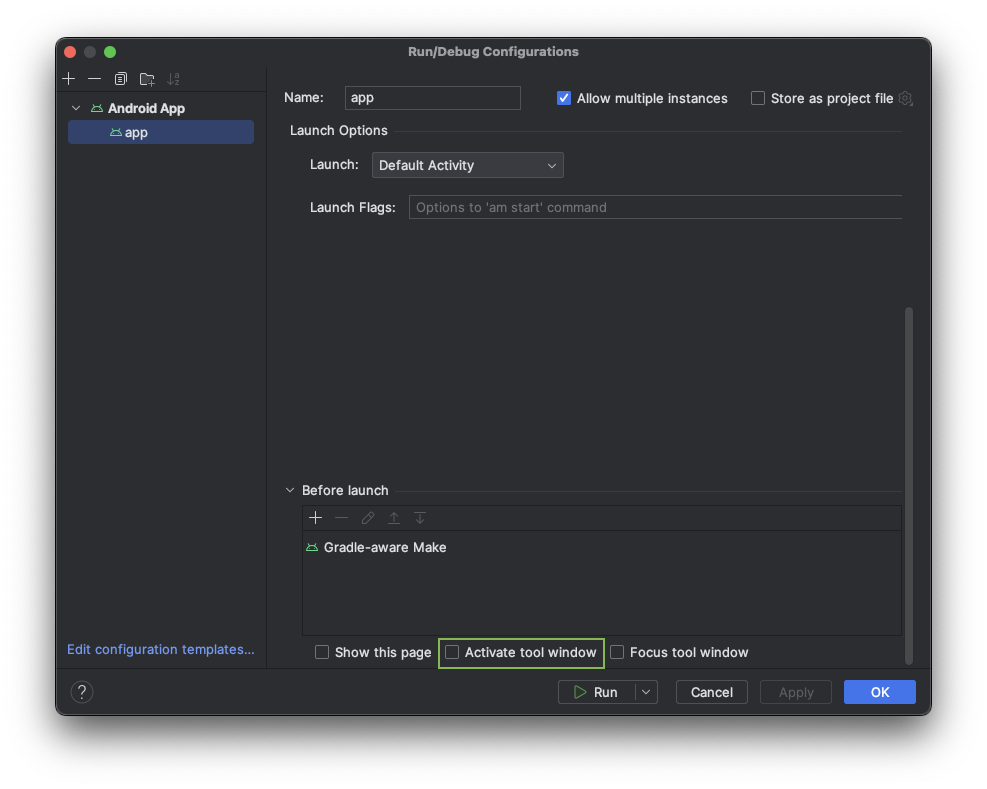 Run/Debug Configurations
Android App
app
Edit configuration templates...
Name: app Allow multiple instances Store as project file
Launch Options
Launch: Default Activity
Launch Flags: Options to 'am start' command
Before launch
Gradle-aware Make
Show this page Activate tool window Focus tool window
? Run Cancel Apply OK